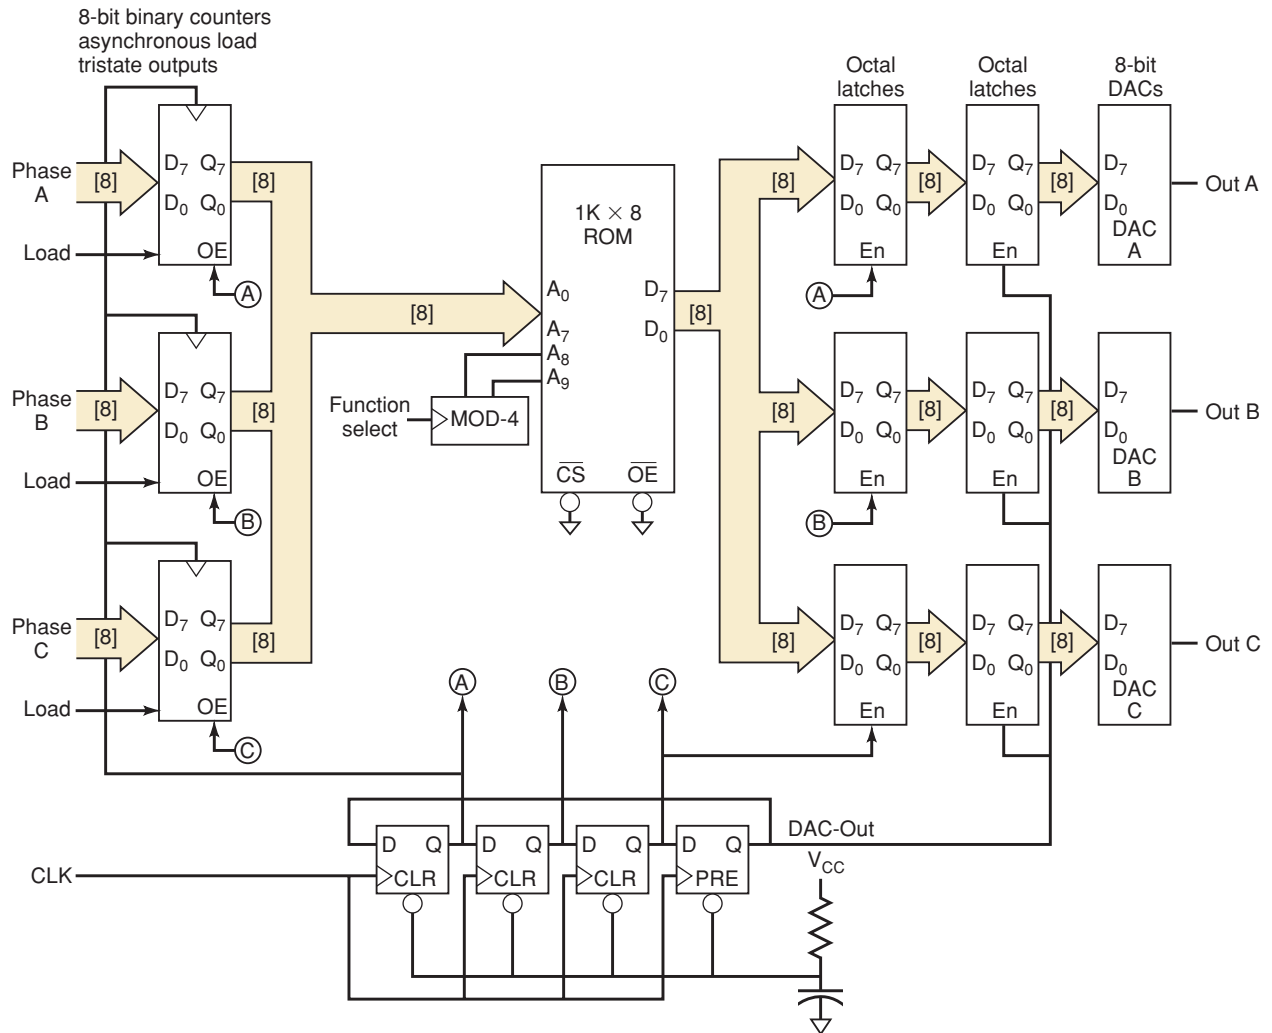 8-bit binary counters
asynchronous load
tristate outputs
Octal
latches
Octal
latches
8-bit
DACs
Phase
A
[8]
D7 Q7
D0 Q0
OE
[8]
Load
A
Phase
B
[8]
D7 Q7
D0 Q0
OE
[8]
Load
B
Phase
C
[8]
D7 Q7
D0 Q0
OE
[8]
Load
C
[8]
1K × 8
ROM
A0
A7
A8
A9
D7
D0
CS OE
Function
select
MOD-4
[8]
[8]
D7 Q7
D0 Q0
En
A
[8]
D7 Q7
D0 Q0
En
[8]
D7
D0
DAC
A
Out A
[8]
D7 Q7
D0 Q0
En
B
[8]
D7 Q7
D0 Q0
En
[8]
D7
D0
DAC
B
Out B
[8]
D7 Q7
D0 Q0
En
[8]
D7 Q7
D0 Q0
En
[8]
D7
D0
DAC
C
Out C
A B C
D Q
CLR
D Q
CLR
D Q
CLR
D Q
PRE
DAC-Out
VCC
CLK